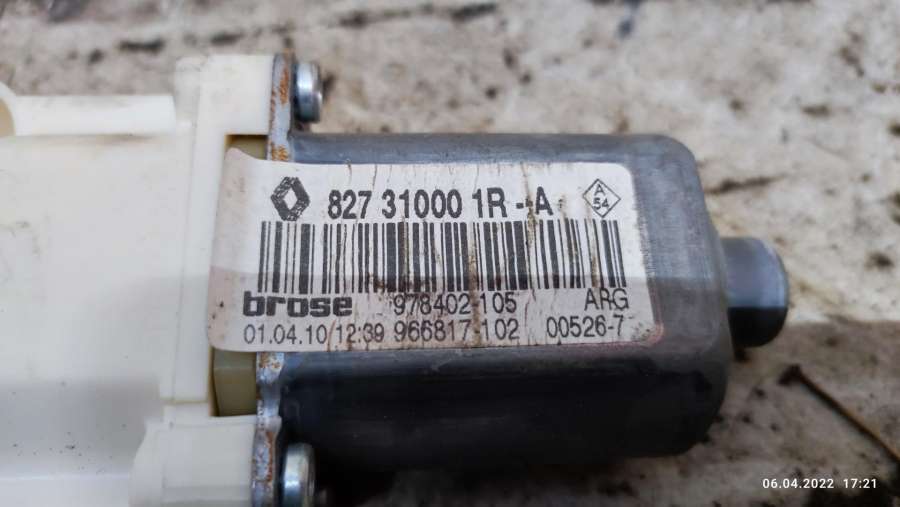 827 31000 1R - A
A
54
brose 978402-105 ARG
01.04.10 12:39 966817-102 00526-7
06.04.2022 17:21